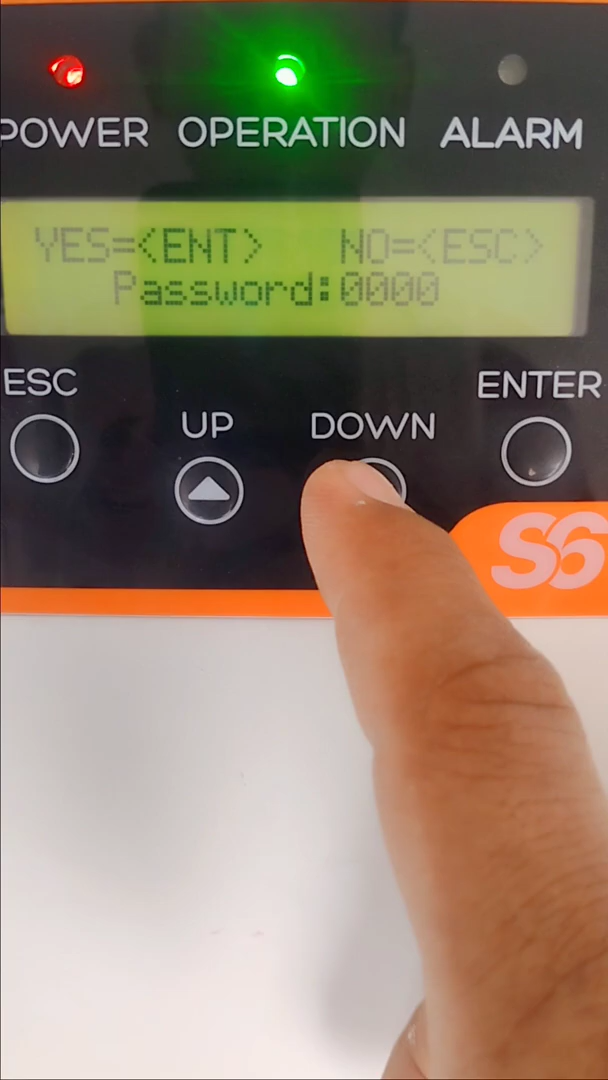 POWER OPERATION ALARM
YES=<ENT> NO=<ESC>
Password:0000
ESC UP DOWN ENTER
S6